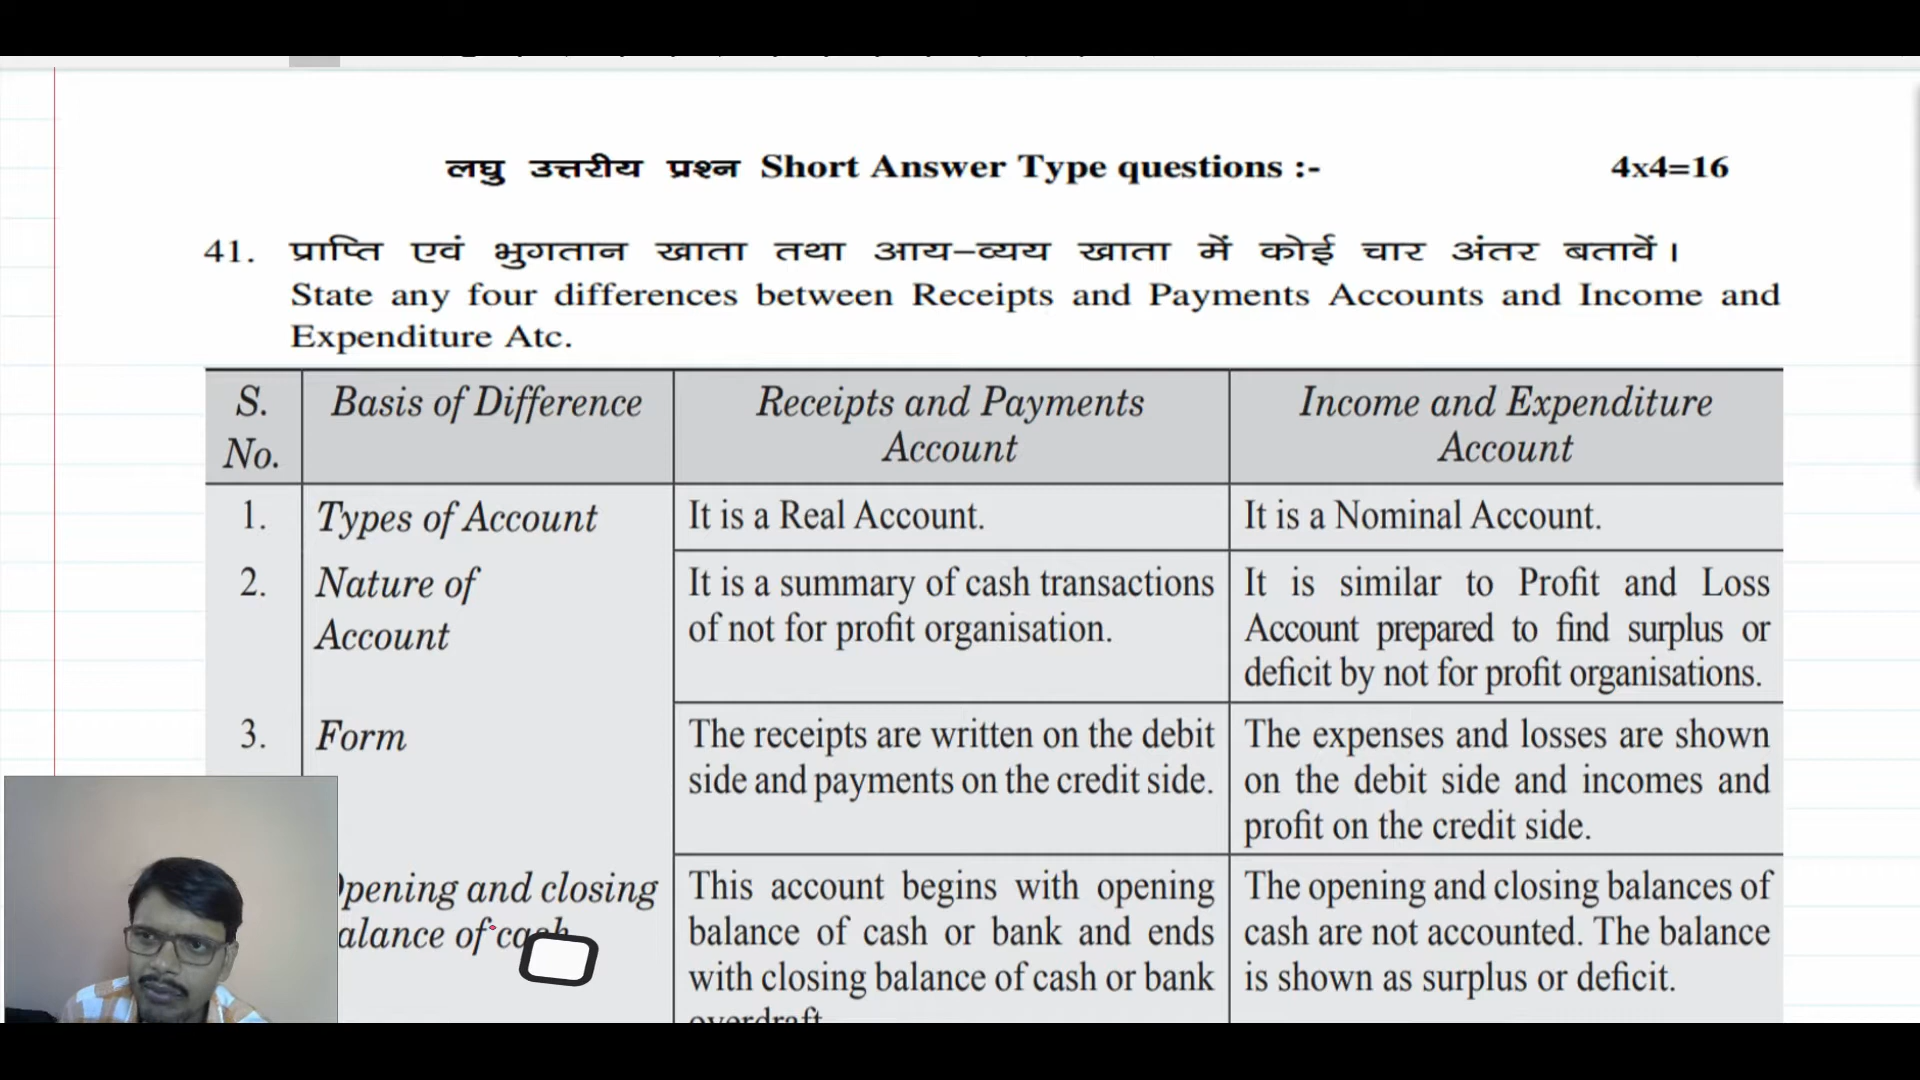 लघु उत्तरीय प्रश्न Short Answer Type questions :- 4x4=16
41. प्राप्ति एवं भुगतान खाता तथा आय–व्यय खाता में कोई चार अंतर बतावें।
State any four differences between Receipts and Payments Accounts and Income and
Expenditure Atc.
S. No.
Basis of Difference
Receipts and Payments
Account
Income and Expenditure
Account
1.
Types of Account
It is a Real Account.
It is a Nominal Account.
2.
Nature of
Account
It is a summary of cash transactions
of not for profit organisation.
It is similar to Profit and Loss
Account prepared to find surplus or
deficit by not for profit organisations.
3.
Form
The receipts are written on the debit
side and payments on the credit side.
The expenses and losses are shown
on the debit side and incomes and
profit on the credit side.
pening and closing
alance of cash
This account begins with opening
balance of cash or bank and ends
with closing balance of cash or bank
overdraft
The opening and closing balances of
cash are not accounted. The balance
is shown as surplus or deficit.